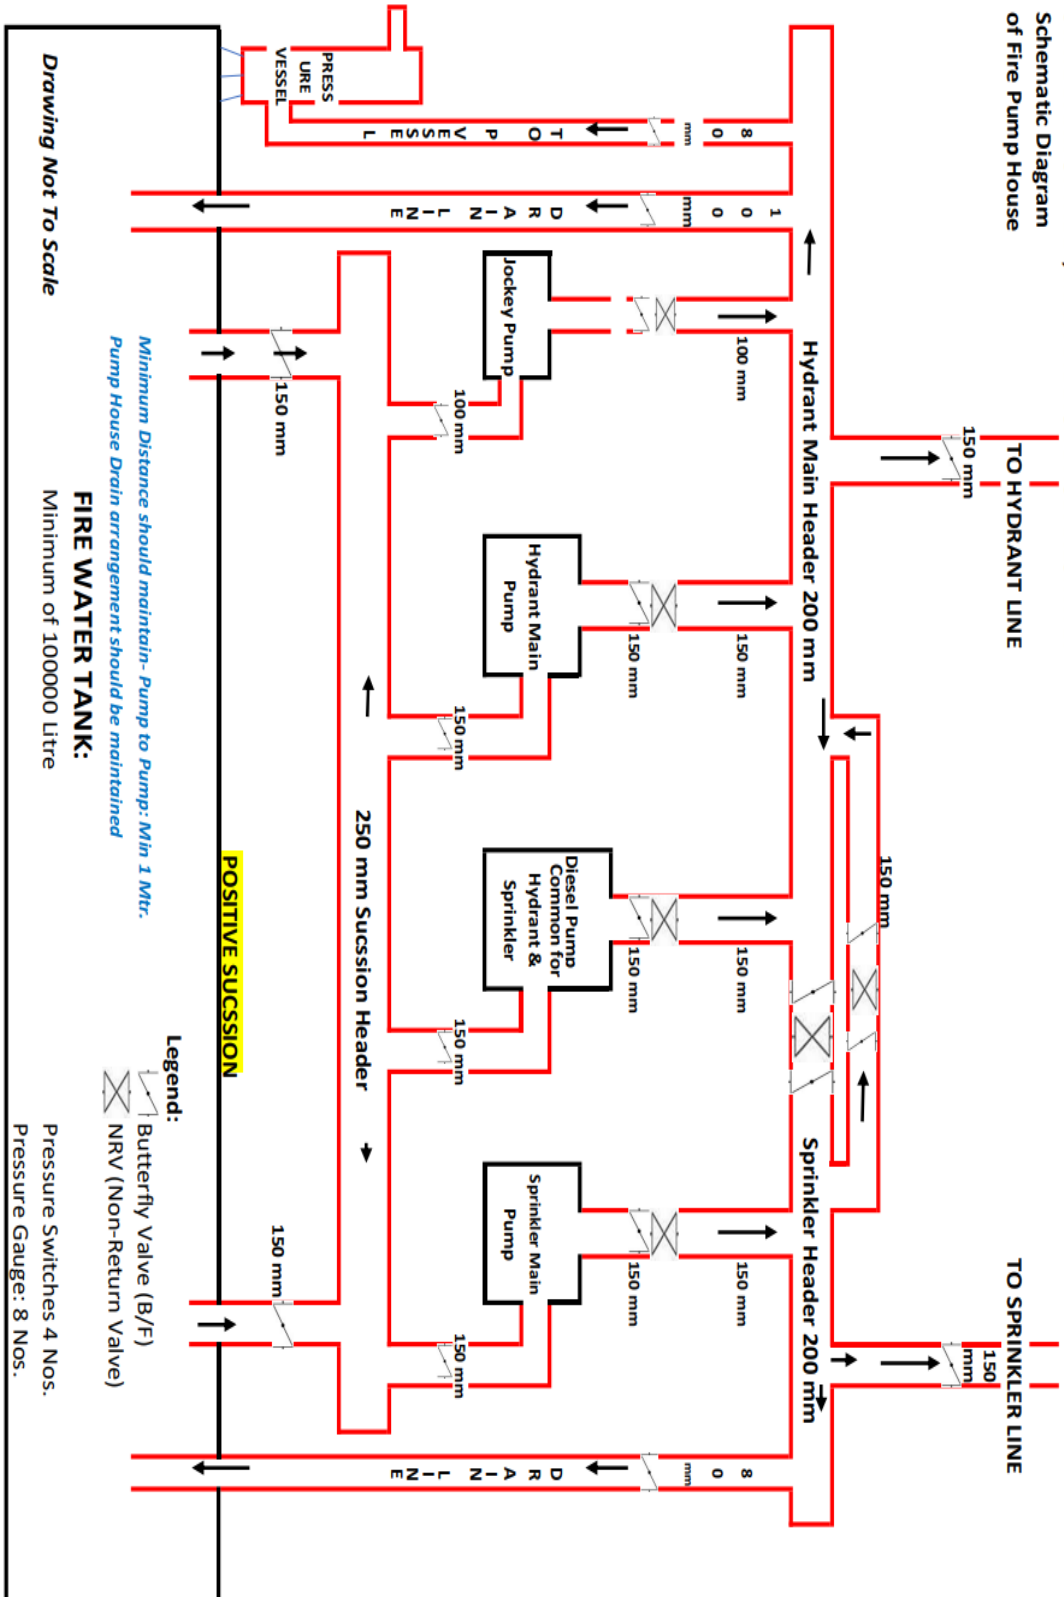 Schematic Diagram
of Fire Pump House
TO HYDRANT LINE
TO SPRINKLER LINE
150 mm
150
mm
150 mm
Hydrant Main Header 200 mm
Sprinkler Header 200 mm
80
mm
TOP VESSEL
100
mm
DRAIN LINE
100 mm
150 mm
150 mm
150 mm
80
mm
DRAIN LINE
150 mm
150 mm
150 mm
Jockey Pump
Hydrant Main
Pump
Diesel Pump
Common for
Hydrant &
Sprinkler
Sprinkler Main
Pump
100 mm
150 mm
150 mm
150 mm
PRESS
URE
VESSEL
250 mm Sucssion Header
150 mm
150 mm
POSITIVE SUCSSION
Minimum Distance should maintain- Pump to Pump: Min 1 Mtr.
Pump House Drain arrangement should be maintained
Legend:
Butterfly Valve (B/F)
NRV (Non-Return Valve)
FIRE WATER TANK:
Minimum of 100000 Litre
Drawing Not To Scale
Pressure Switches 4 Nos.
Pressure Gauge: 8 Nos.